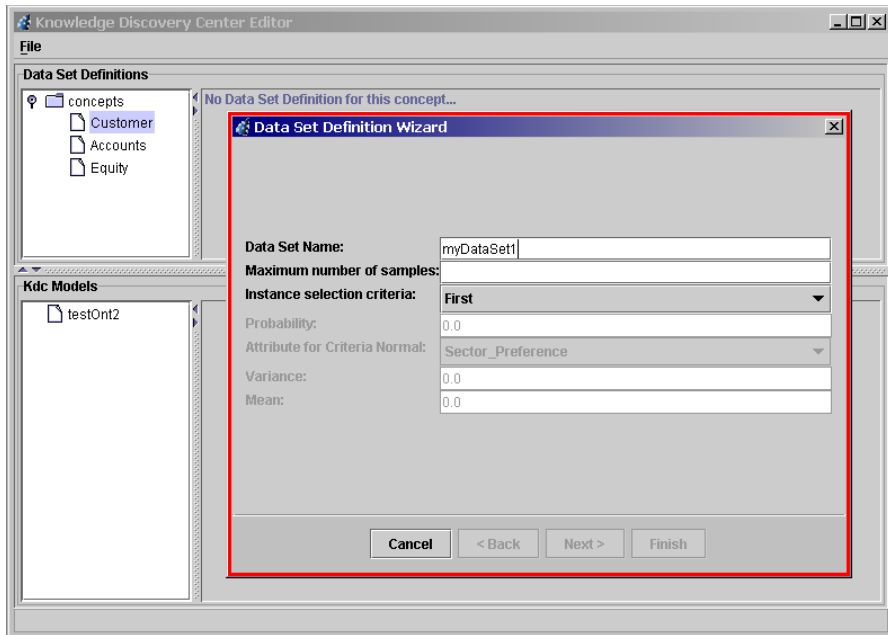 Knowledge Discovery Center Editor
File
Data Set Definitions
concepts
Customer
Accounts
Equity
No Data Set Definition for this concept...
Data Set Definition Wizard
Data Set Name: myDataSet1
Maximum number of samples:
Instance selection criteria: First
Probability: 0.0
Attribute for Criteria Normal: Sector_Preference
Variance: 0.0
Mean: 0.0
Cancel < Back Next > Finish
Kdc Models
testOnt2